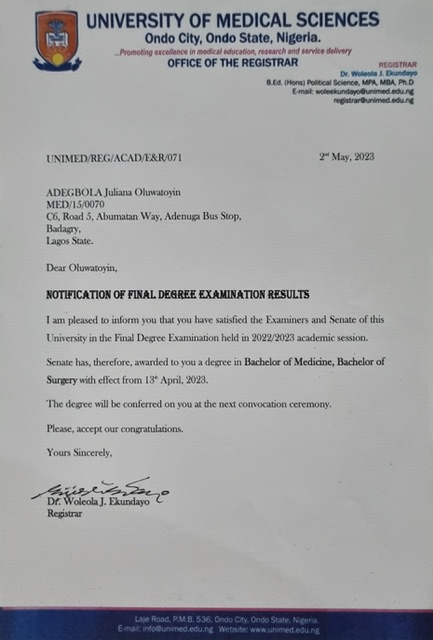 UNIVERSITY OF MEDICAL SCIENCES
Ondo City, Ondo State, Nigeria.
...Promoting excellence in medical education, research and service delivery
OFFICE OF THE REGISTRAR
REGISTRAR
Dr. Woleola J. Ekundayo
B.Ed, (Hons) Political Science, MPA, MBA, Ph.D
E-mail: woleekundayo@unimed.edu.ng
registrar@unimed.edu.ng
UNIMED/REG/ACAD/E&R/071
2nd May, 2023
ADEGBOLA Juliana Oluwatoyin
MED/15/0070
C6, Road 5, Abumatan Way, Adenuga Bus Stop,
Badagry,
Lagos State.
Dear Oluwatoyin,
NOTIFICATION OF FINAL DEGREE EXAMINATION RESULTS
I am pleased to inform you that you have satisfied the Examiners and Senate of this
University in the Final Degree Examination held in 2022/2023 academic session.
Senate has, therefore, awarded to you a degree in Bachelor of Medicine, Bachelor of
Surgery with effect from 13th April, 2023.
The degree will be conferred on you at the next convocation ceremony.
Please, accept our congratulations.
Yours Sincerely,
Dr. Woleola J. Ekundayo
Registrar
Laje Road, P.M.B. 536, Ondo City, Ondo State, Nigeria.
E-mail: info@unimed.edu.ng Website: www.unimed.edu.ng